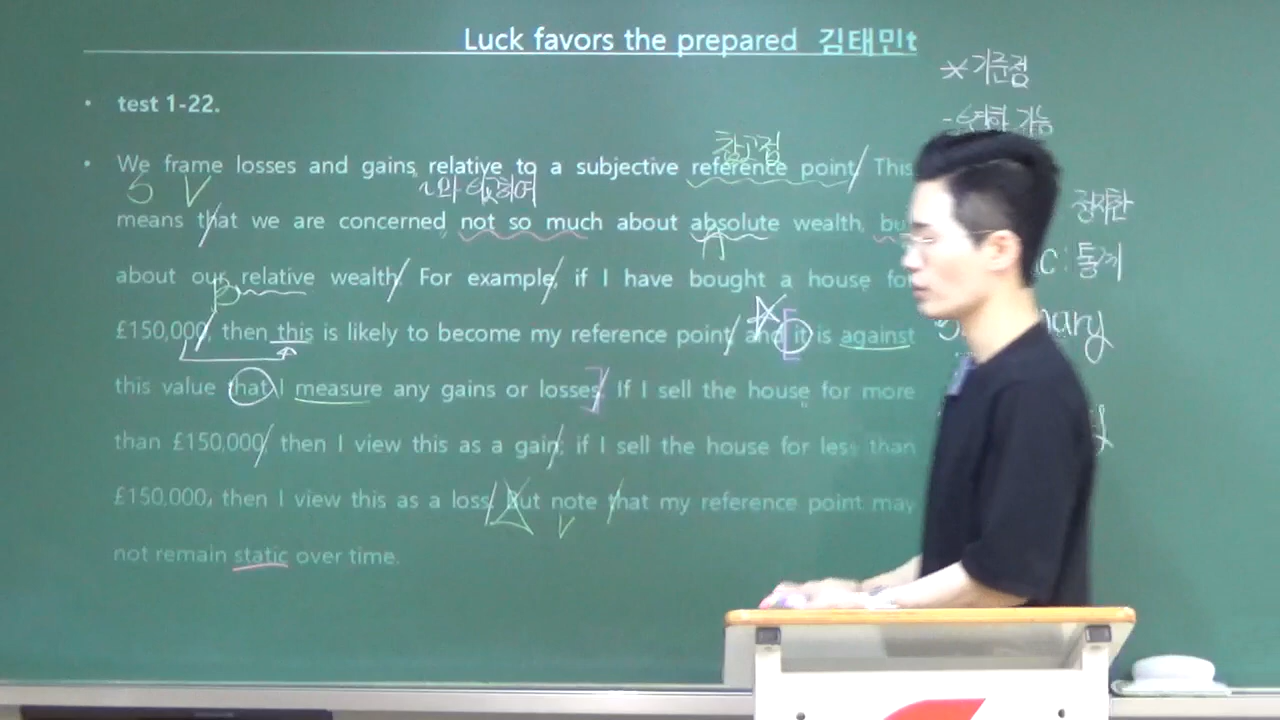 Luck favors the prepared 김태민t
* 기준점
• test 1-22.
참고점
• We frame losses and gains relative to a subjective reference point. This
S V ~와 비교하여
means that we are concerned not so much about absolute wealth, bu
about our relative wealth. For example, if I have bought a house fo
£150,000, then this is likely to become my reference point, and it is against
this value that I measure any gains or losses. If I sell the house for more
than £150,000, then I view this as a gain; if I sell the house for less than
£150,000, then I view this as a loss. But note that my reference point may
V
not remain static over time.
C : 통계